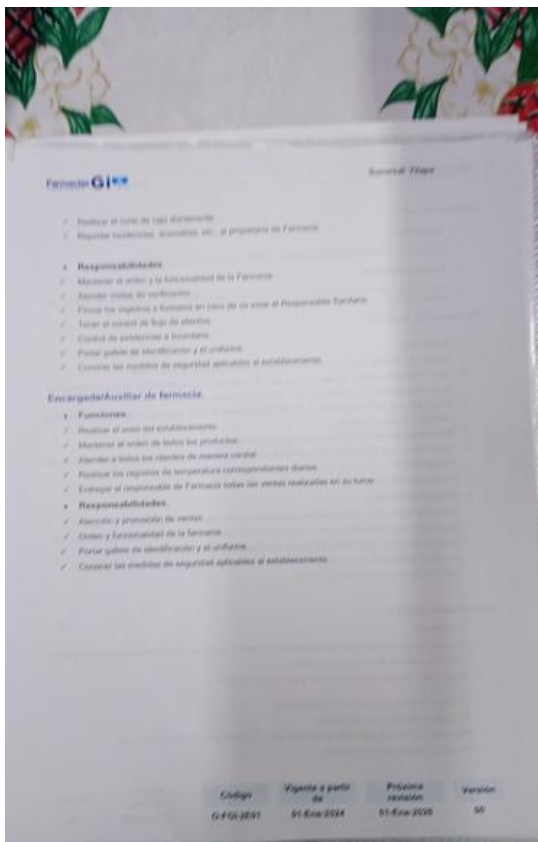 Farmacias Gi
Sucursal:
✓ Realizar el corte de caja diariamente.
✓ Reportar incidencias, anomalías, etc., al propietario de Farmacia.
• Responsabilidades.
✓ Mantener el orden y la funcionalidad de la Farmacia.
✓ Atender visitas de verificación.
✓ Firmar los registros o formatos en caso de no estar el Responsable Sanitario.
✓ Tener el control de flujo de efectivo.
✓ Control de existencias e inventario.
✓ Portar gafete de identificación y el uniforme.
✓ Conocer las medidas de seguridad aplicables al establecimiento.
Encargada/Auxiliar de farmacia.
• Funciones.
✓ Realizar el aseo del establecimiento.
✓ Mantener el orden de todos los productos.
✓ Atender a todos los clientes de manera cordial.
✓ Realizar los registros de temperatura correspondientes diarios.
✓ Entregar al responsable de Farmacia todas las ventas realizadas en su turno.
• Responsabilidades.
✓ Atención y promoción de ventas.
✓ Orden y funcionalidad de la farmacia.
✓ Portar gafete de identificación y el uniforme.
✓ Conocer las medidas de seguridad aplicables al establecimiento.
Código Vigente a partir de Próxima revisión Versión
01-Ene-2024 01-Ene-2026 00